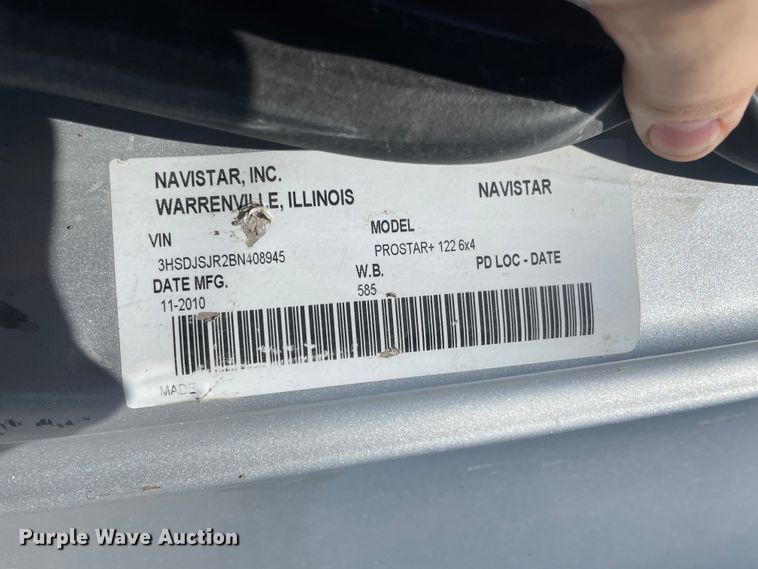 NAVISTAR, INC.
WARRENVILLE, ILLINOIS
NAVISTAR
VIN
MODEL
3HSDJSJR2BN408945
PROSTAR+ 122 6x4
DATE MFG.
W.B.
PD LOC - DATE
11-2010
585
MADE
Purple Wave Auction